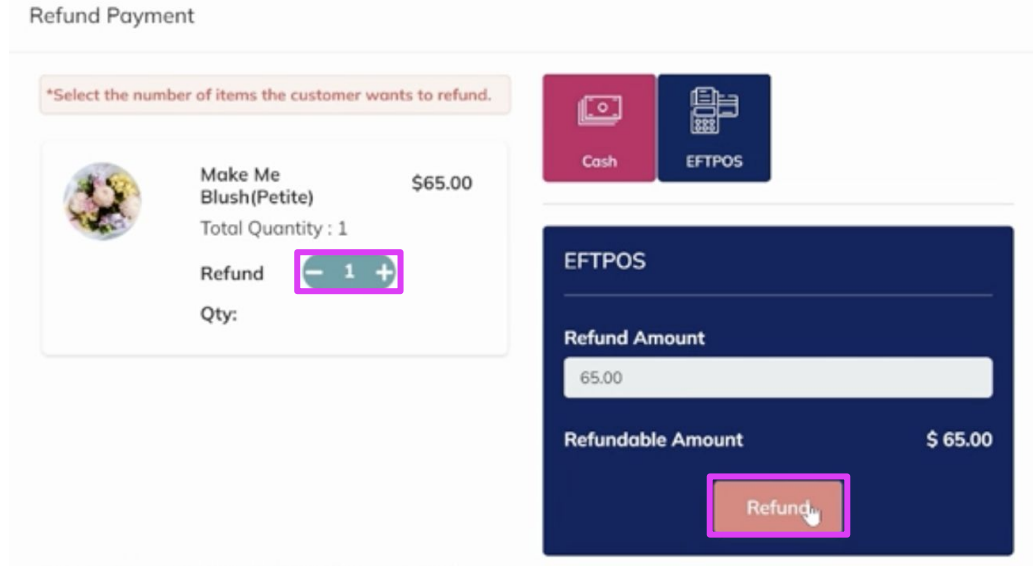 Refund Payment
*Select the number of items the customer wants to refund.
Make Me
Blush(Petite)
$65.00
Total Quantity : 1
Refund
− 1 +
Qty:
Cash
EFTPOS
EFTPOS
Refund Amount
65.00
Refundable Amount
$ 65.00
Refund